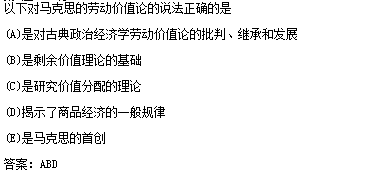 以下对马克思的劳动价值论的说法正确的是
(A)是对古典政治经济学劳动价值论的批判、继承和发展
(B)是剩余价值理论的基础
(C)是研究价值分配的理论
(D)揭示了商品经济的一般规律
(E)是马克思的首创
答案: ABD